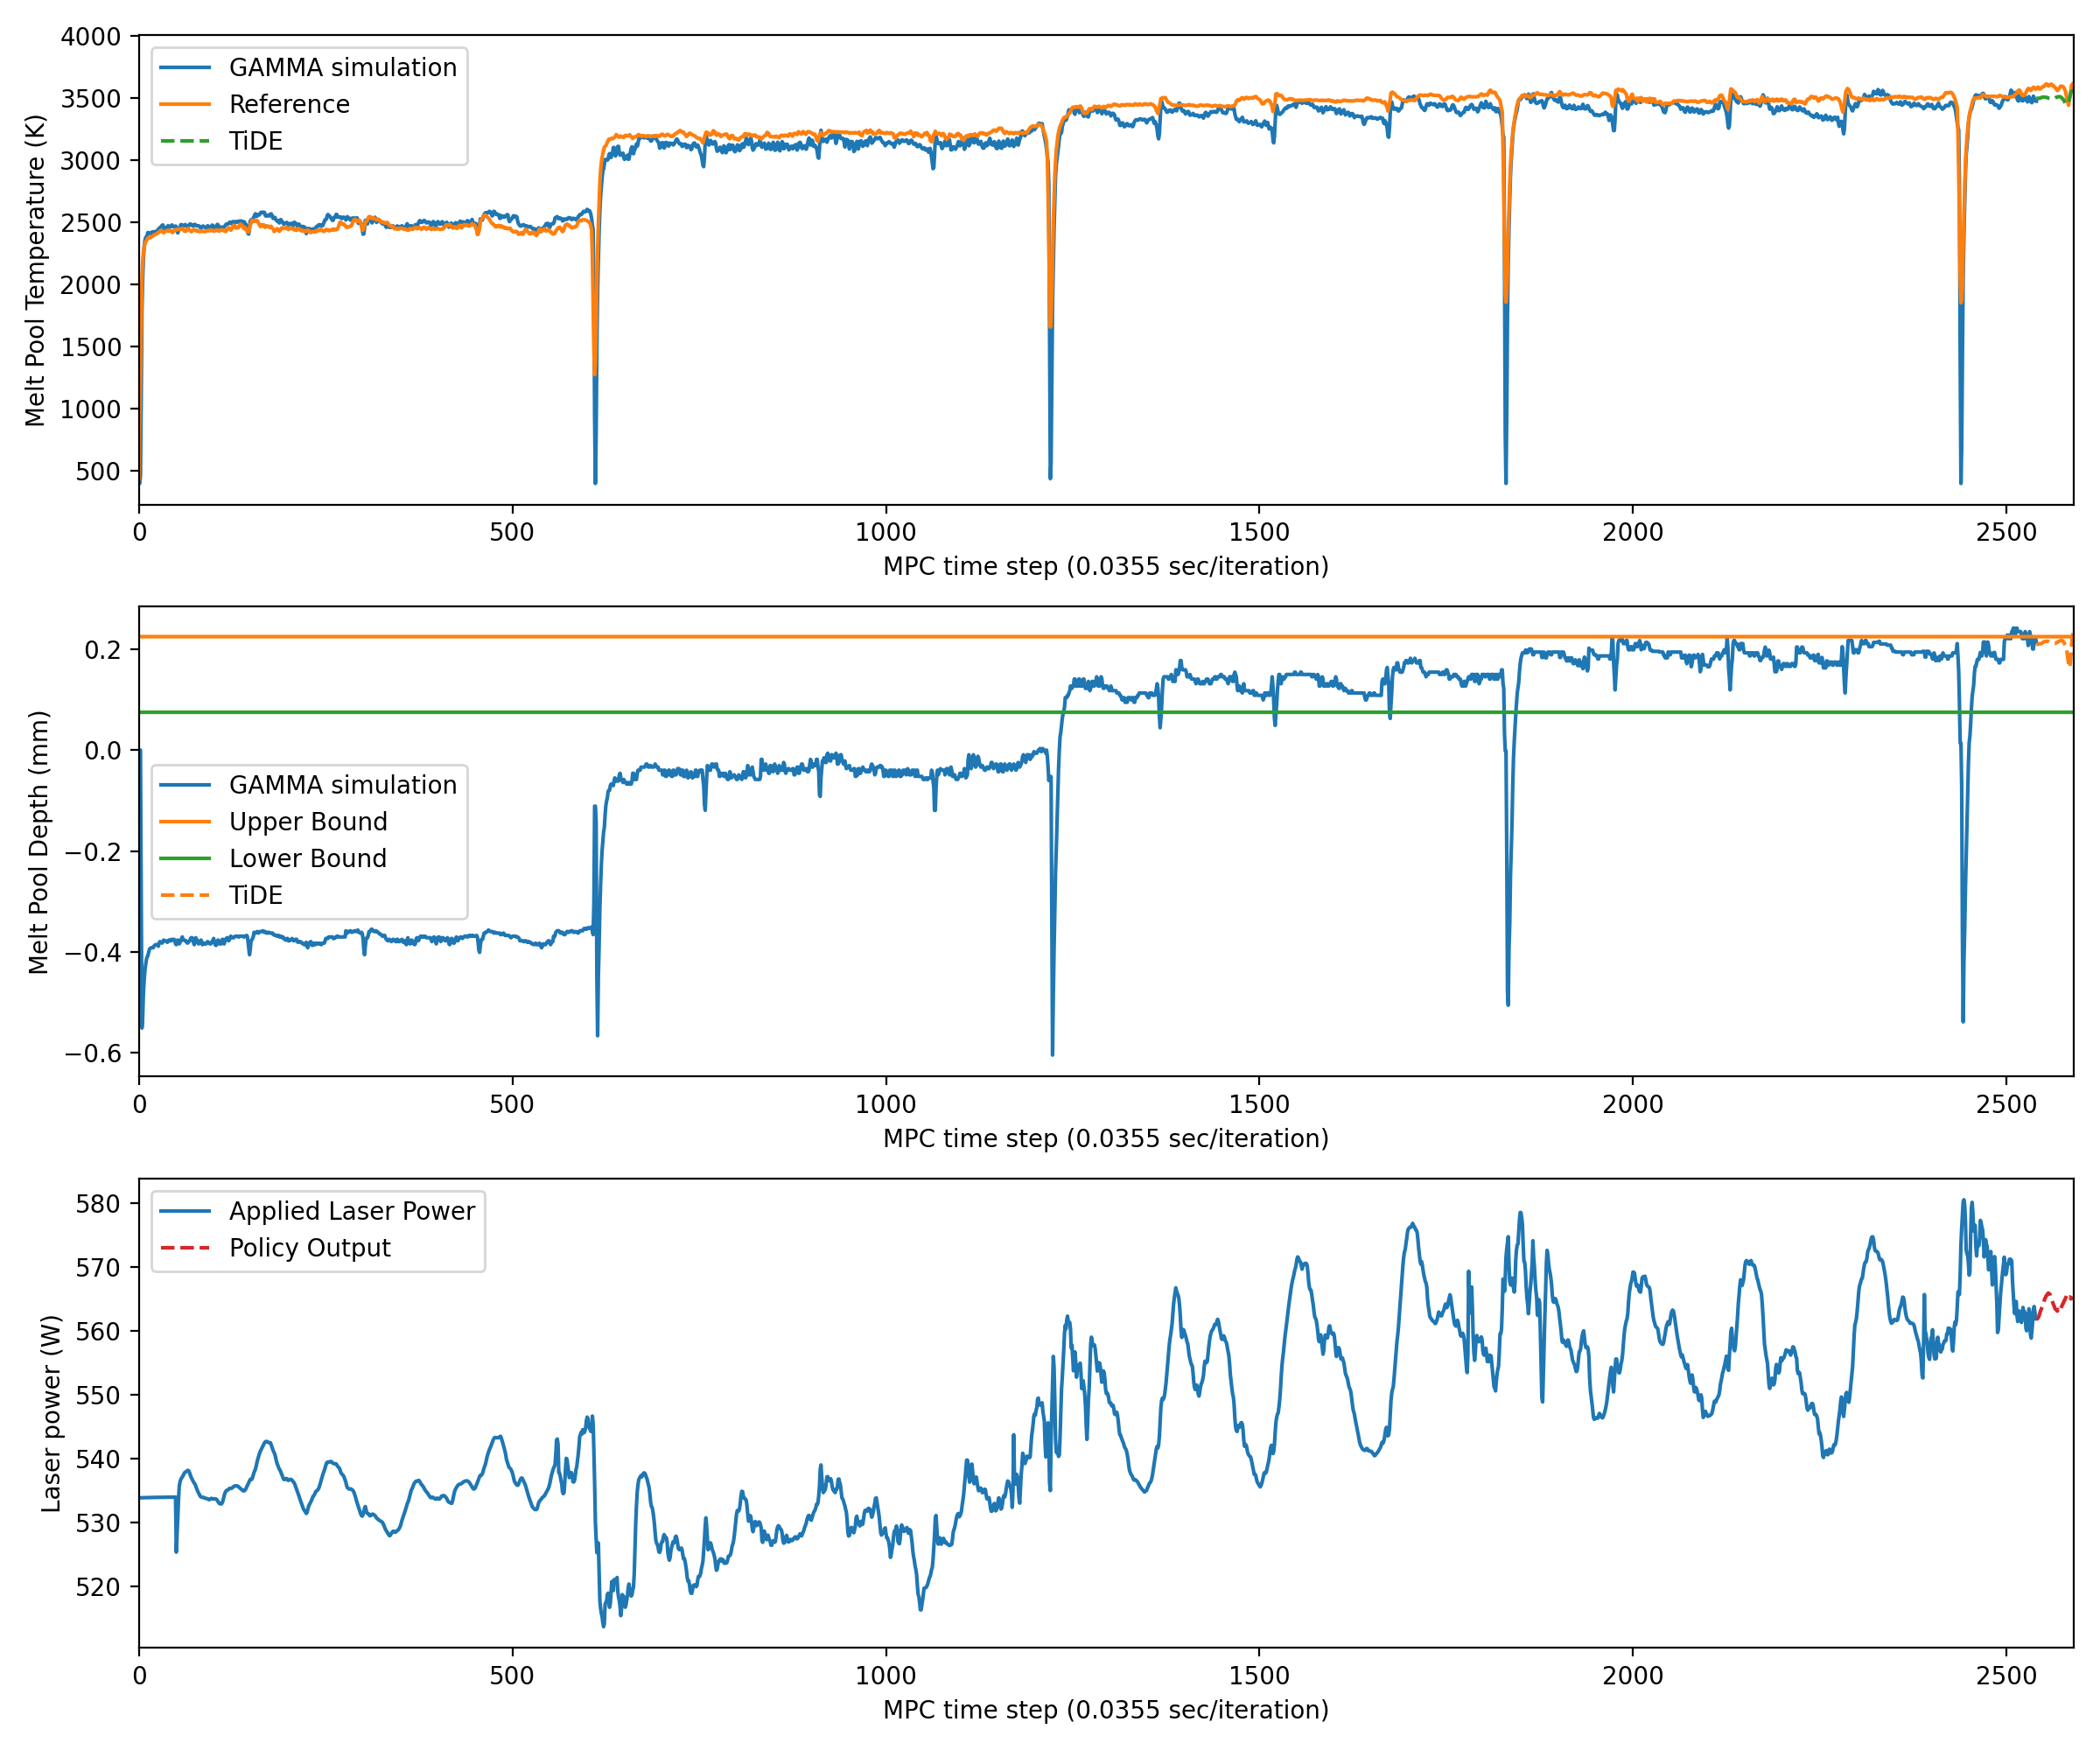 4000
3500
3000
2500
2000
1500
1000
500
Melt Pool Temperature (K)
GAMMA simulation
Reference
TiDE
0 500 1000 1500 2000 2500
MPC time step (0.0355 sec/iteration)
0.2
0.0
−0.2
−0.4
−0.6
Melt Pool Depth (mm)
GAMMA simulation
Upper Bound
Lower Bound
TiDE
0 500 1000 1500 2000 2500
MPC time step (0.0355 sec/iteration)
580
570
560
550
540
530
520
Laser power (W)
Applied Laser Power
Policy Output
0 500 1000 1500 2000 2500
MPC time step (0.0355 sec/iteration)